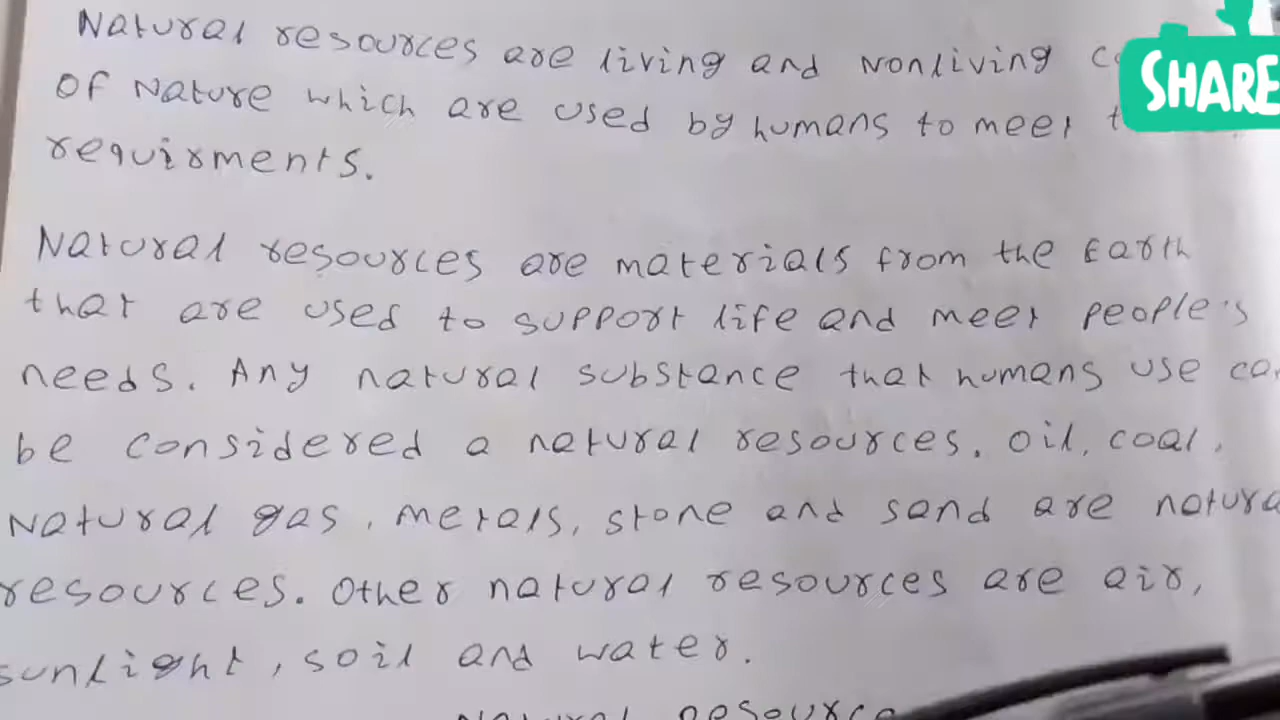 Natural resources are living and Nonliving
SHARE
of Nature which are used by humans to meet
requirments.
Natural resources are materials from the Earth
that are used to support life and meet people's
needs. Any natural substance that humans use
be considered a natural resources. Oil, coal,
Natural gas, metals, stone and sand are
resources. Other natural resources are air,
sunlight, soil and water.
Natural